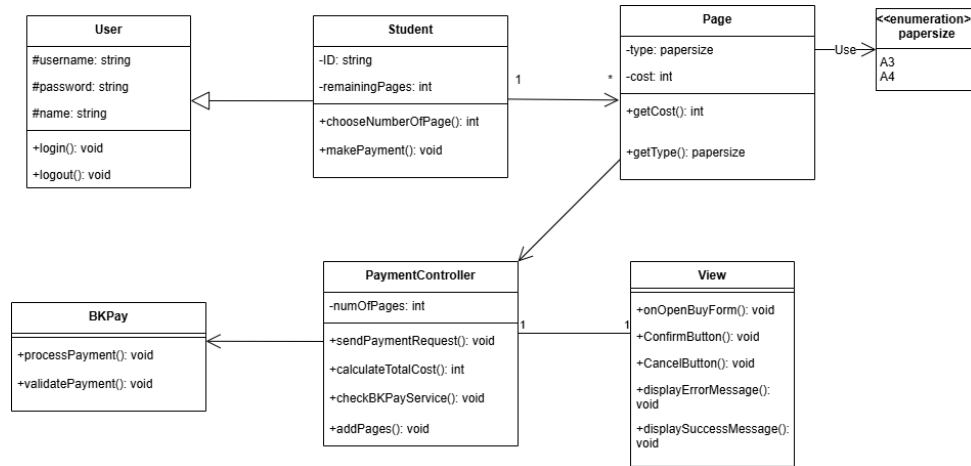 User
#username: string
#password: string
#name: string
+login(): void
+logout(): void
Student
-ID: string
-remainingPages: int
+chooseNumberOfPage(): int
+makePayment(): void
1
*
Page
-type: papersize
-cost: int
+getCost(): int
+getType(): papersize
Use
<<enumeration>
papersize
A3
A4
BKPay
+processPayment(): void
+validatePayment(): void
PaymentController
-numOfPages: int
+sendPaymentRequest(): void
+calculateTotalCost(): int
+checkBKPayService(): void
+addPages(): void
1
1
View
+onOpenBuyForm(): void
+ConfirmButton(): void
+CancelButton(): void
+displayErrorMessage():
void
+displaySuccessMessage():
void